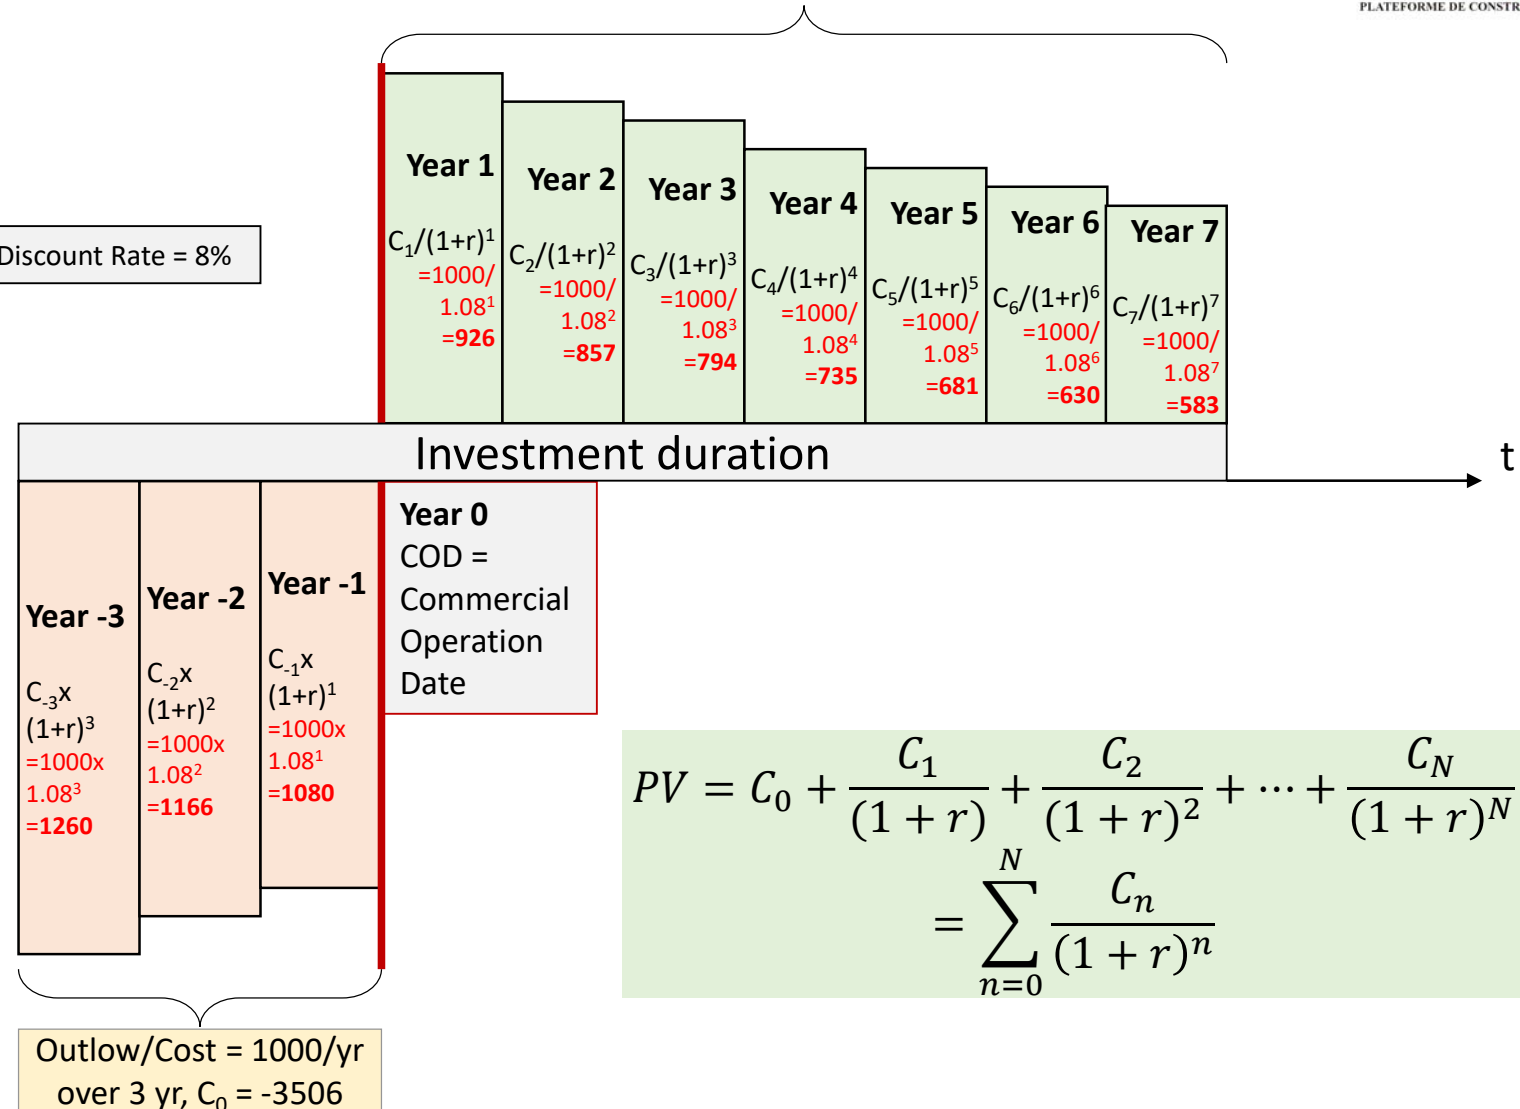 PLATEFORME DE CONSTR
Discount Rate = 8%
Year 1
C₁/(1+r)¹
=1000/
1.08¹
=926
Year 2
C₂/(1+r)²
=1000/
1.08²
=857
Year 3
C₃/(1+r)³
=1000/
1.08³
=794
Year 4
C₄/(1+r)⁴
=1000/
1.08⁴
=735
Year 5
C₅/(1+r)⁵
=1000/
1.08⁵
=681
Year 6
C₆/(1+r)⁶
=1000/
1.08⁶
=630
Year 7
C₇/(1+r)⁷
=1000/
1.08⁷
=583
Investment duration
t
Year -3
C₋₃x
(1+r)³
=1000x
1.08³
=1260
Year -2
C₋₂x
(1+r)²
=1000x
1.08²
=1166
Year -1
C₋₁x
(1+r)¹
=1000x
1.08¹
=1080
Year 0
COD =
Commercial
Operation
Date
PV = C₀ + C₁/(1 + r) + C₂/(1 + r)² + ⋯ + C_N/(1 + r)^N
= ∑_{n=0}^{N} C_n/(1 + r)^n
Outlow/Cost = 1000/yr
over 3 yr, C₀ = -3506